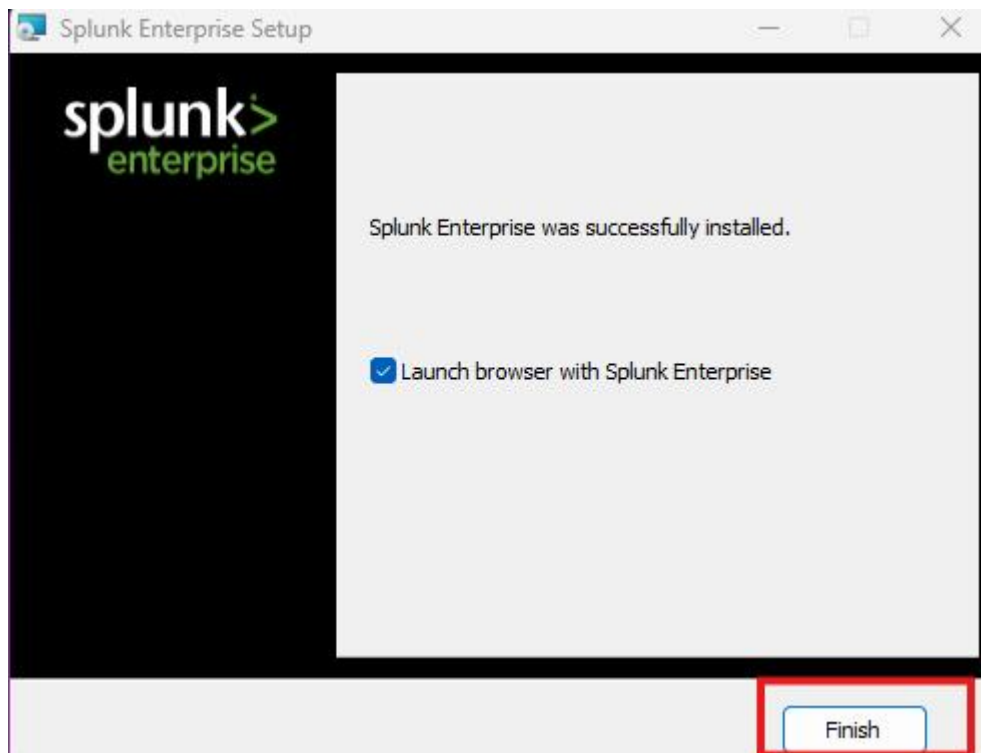 Splunk Enterprise Setup
splunk>
enterprise
Splunk Enterprise was successfully installed.
Launch browser with Splunk Enterprise
Finish